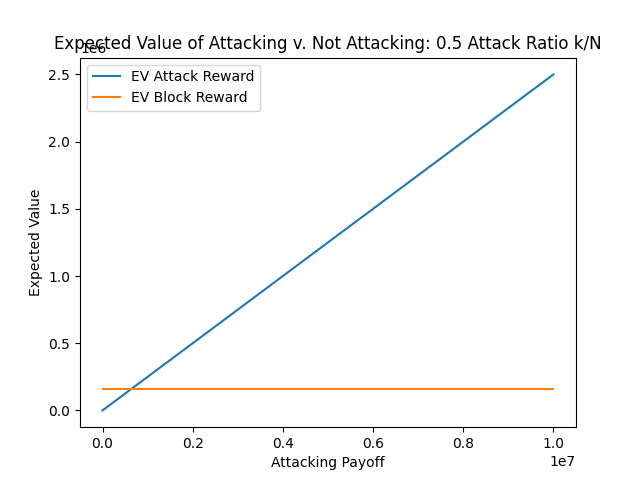 Expected Value of Attacking v. Not Attacking: 0.5 Attack Ratio k/N
1e6
EV Attack Reward
EV Block Reward
2.5
2.0
1.5
1.0
0.5
0.0
Expected Value
0.0 0.2 0.4 0.6 0.8 1.0
1e7
Attacking Payoff